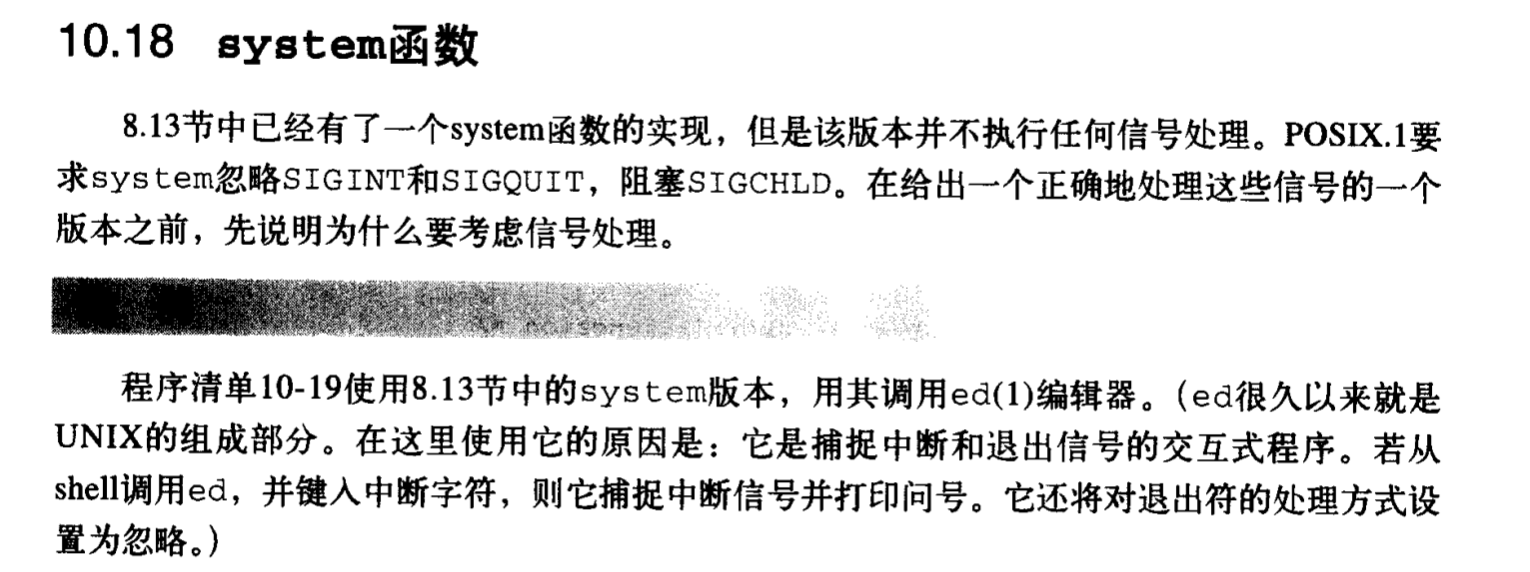 10.18 system函数
8.13节中已经有了一个system函数的实现，但是该版本并不执行任何信号处理。POSIX.1要
求system忽略SIGINT和SIGQUIT，阻塞SIGCHLD。在给出一个正确地处理这些信号的一个
版本之前，先说明为什么要考虑信号处理。
程序清单10-19使用8.13节中的system版本，用其调用ed(1)编辑器。（ed很久以来就是
UNIX的组成部分。在这里使用它的原因是：它是捕捉中断和退出信号的交互式程序。若从
shell调用ed，并键入中断字符，则它捕捉中断信号并打印问号。它还将对退出符的处理方式设
置为忽略。）